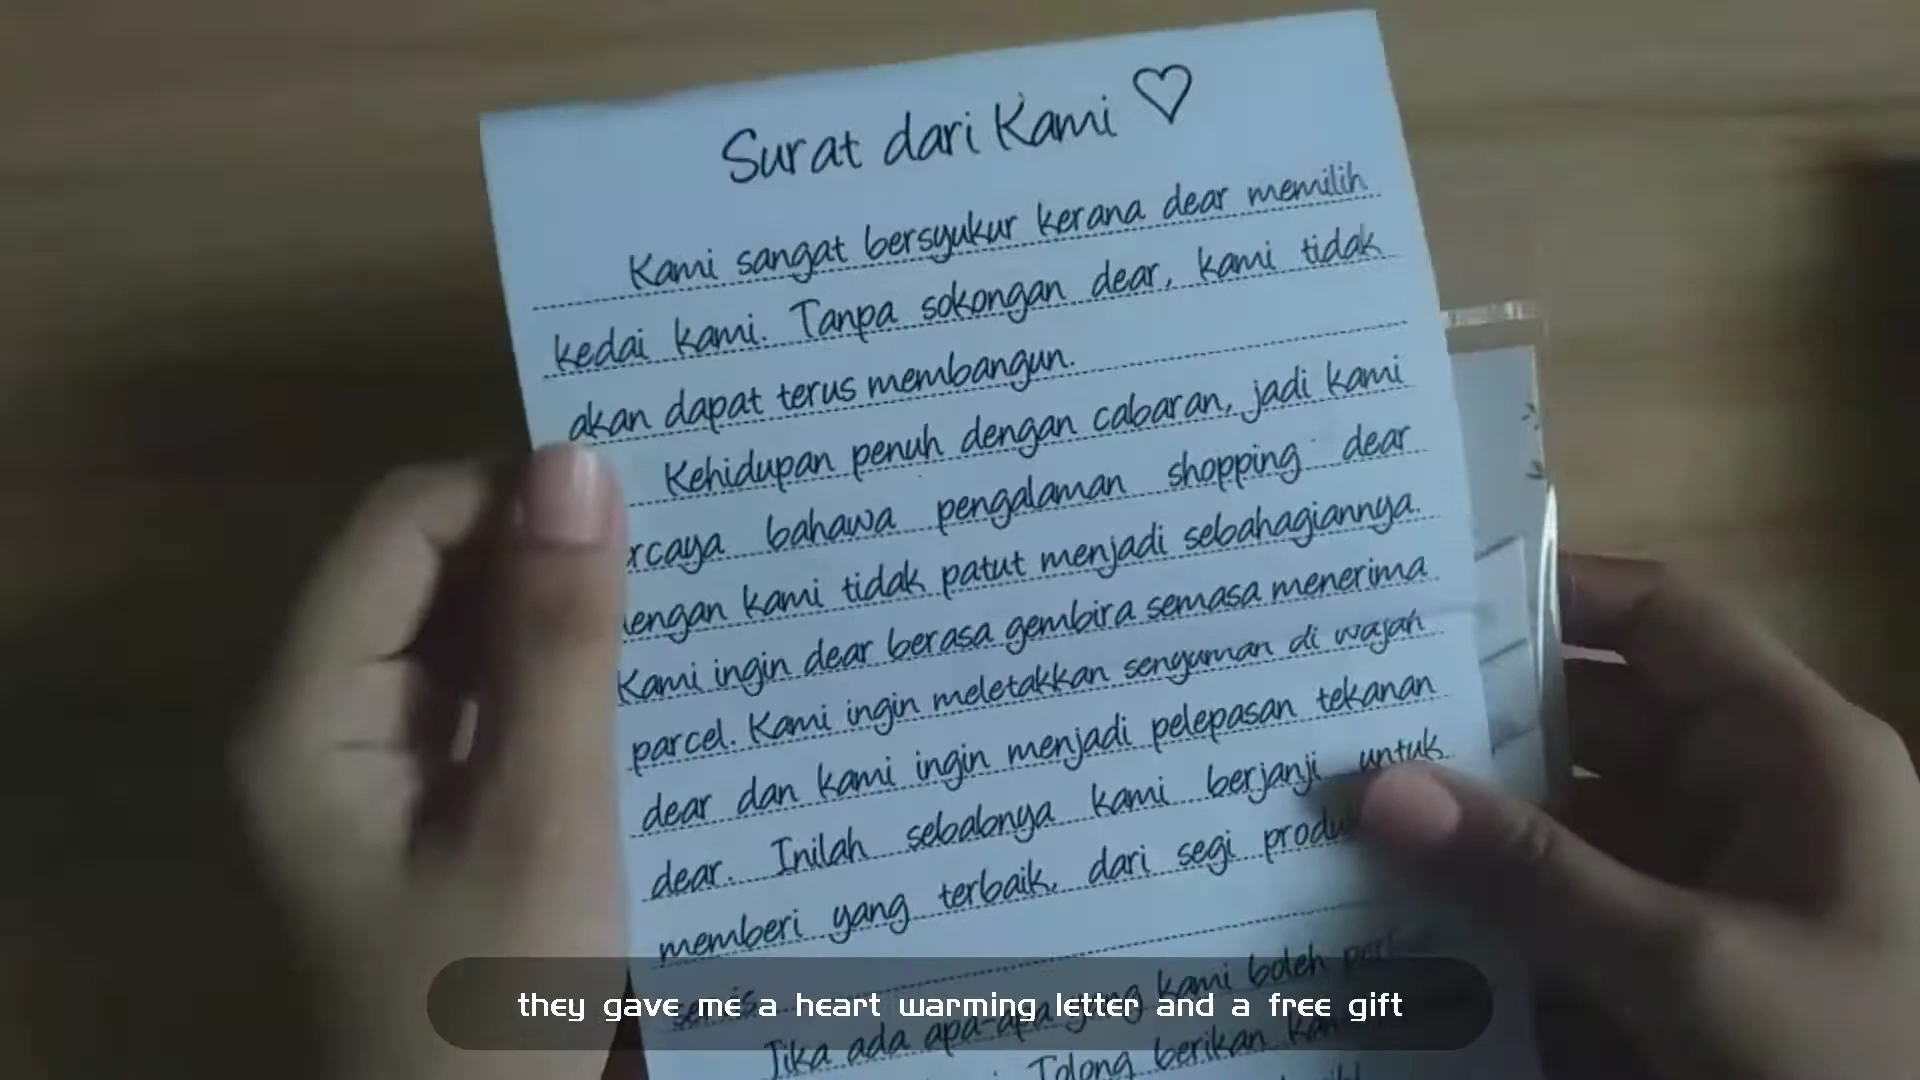 Surat dari Kami ♡
Kami sangat bersyukur kerana dear memilih
kedai kami. Tanpa sokongan dear, kami tidak
akan dapat terus membangun.
Kehidupan penuh dengan cabaran, jadi kami
rcaya bahawa pengalaman shopping dear
engan kami tidak patut menjadi sebahagiannya.
Kami ingin dear berasa gembira semasa menerima
parcel. Kami ingin meletakkan senyuman di wajah
dear dan kami ingin menjadi pelepasan tekanan
dear. Inilah sebabnya kami berjanji untuk
memberi yang terbaik, dari segi produ
they gave me a heart warming letter and a free gift
Jika ada apa-apa yang kami boleh
Tolong berikan